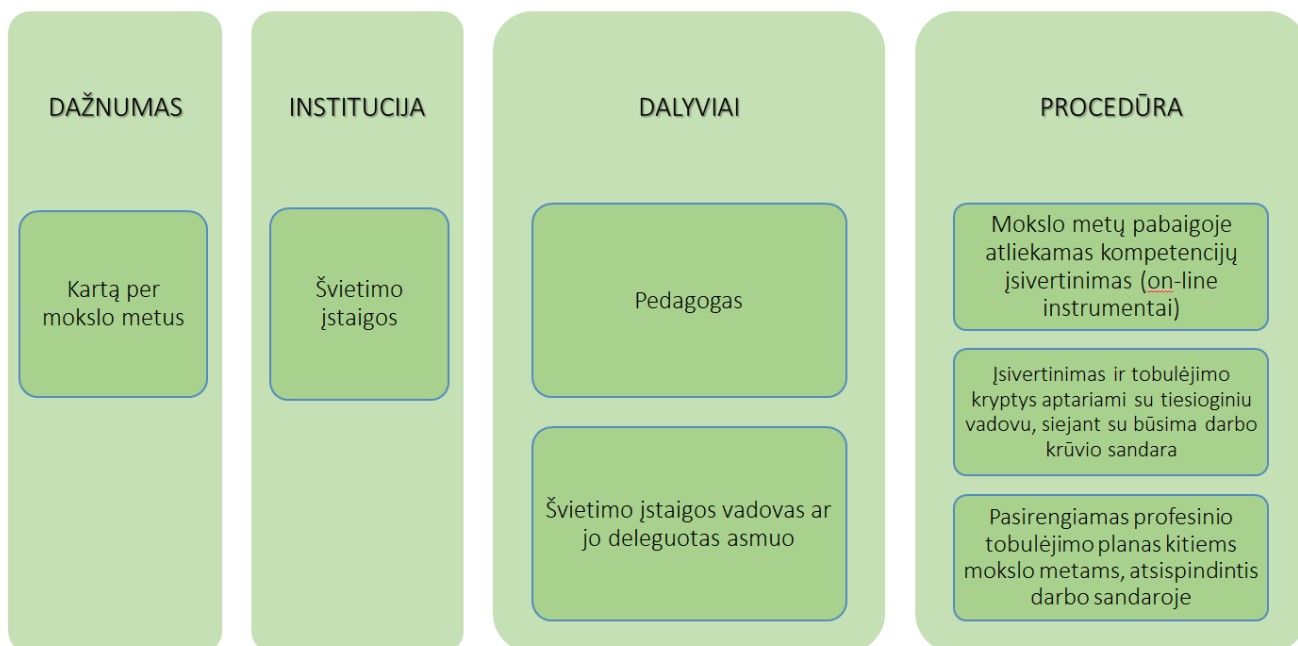 DAŽNUMAS
Kartą per
mokslo metus
INSTITUCIJA
Švietimo
įstaigos
DALYVIAI
Pedagogas
Švietimo įstaigos vadovas ar
jo deleguotas asmuo
PROCEDŪRA
Mokslo metų pabaigoje
atliekamas kompetencijų
įsivertinimas (on-line
instrumentai)
Įsivertinimas ir tobulėjimo
kryptys aptariami su tiesioginiu
vadovu, siejant su būsima darbo
krūvio sandara
Pasirengiamas profesinio
tobulėjimo planas kitiems
mokslo metams, atsispindintis
darbo sandaroje